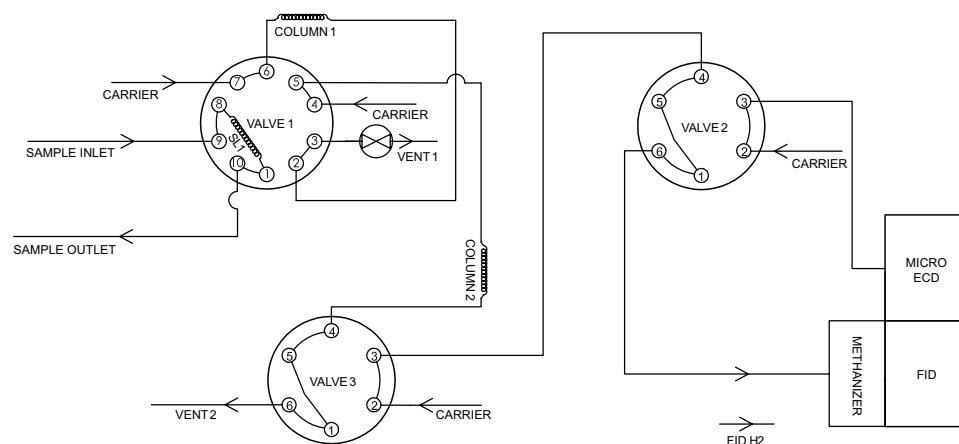 COLUMN 1
6
7
5
8
4
CARRIER
VALVE 1
CARRIER
9
SL1
3
SAMPLE INLET
10
1
2
VENT 1
SAMPLE OUTLET
COLUMN 2
4
5
3
VALVE 2
6
2
1
CARRIER
4
5
3
VALVE 3
6
2
1
VENT 2
CARRIER
MICRO
ECD
METHANIZER
FID
FID H2